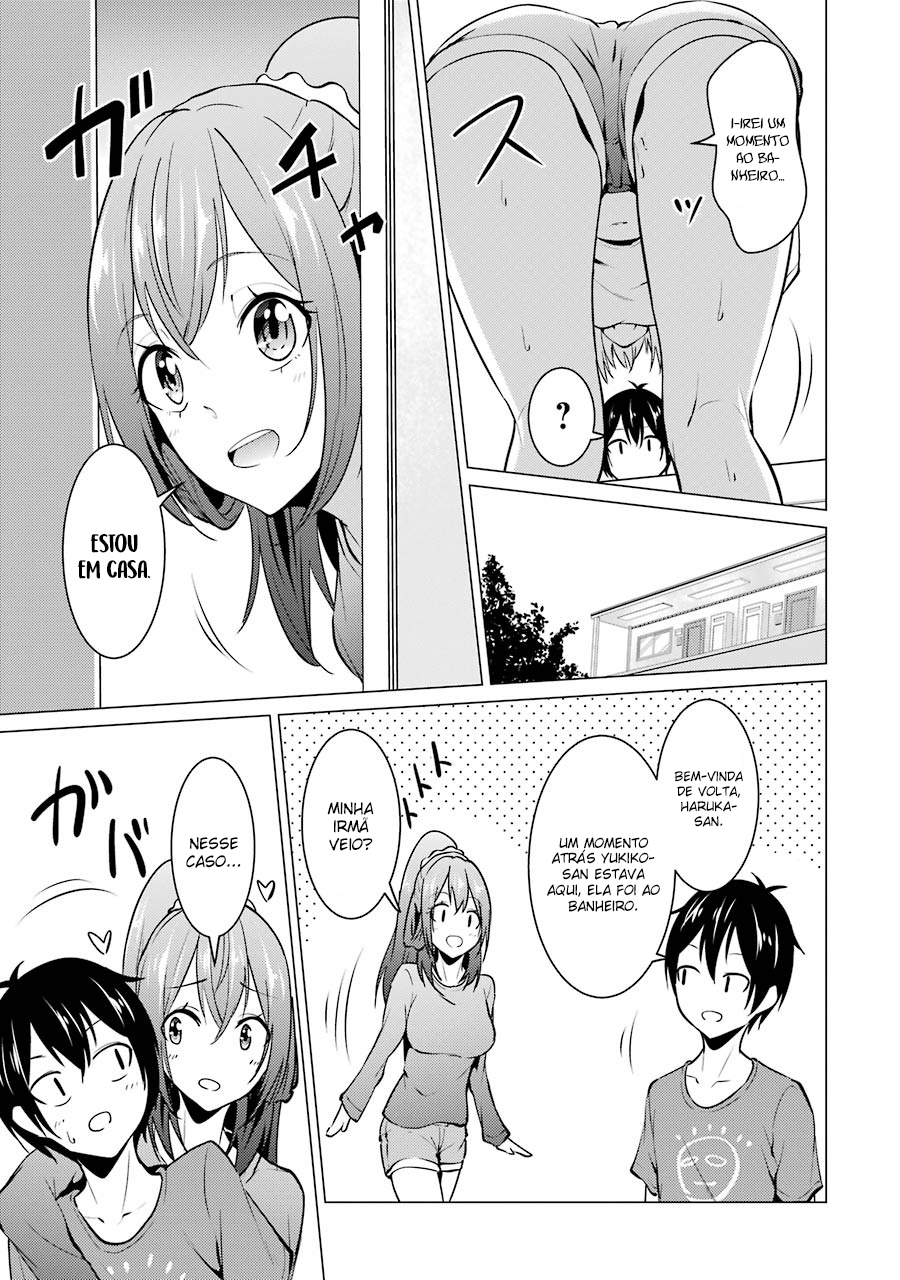 I-IREI UM
MOMENTO
AO BA-
NHEIRO...
ス
ッ
?
ガ
チャ
ESTOU
EM CASA.
BEM-VINDA
DE VOLTA,
HARUKA-
SAN.
UM MOMENTO
ATRÁS YUKIKO-
SAN ESTAVA
AQUI, ELA FOI AO
BANHEIRO.
トト
MINHA
IRMÃ
VEIO?
NESSE
CASO...
ガバ